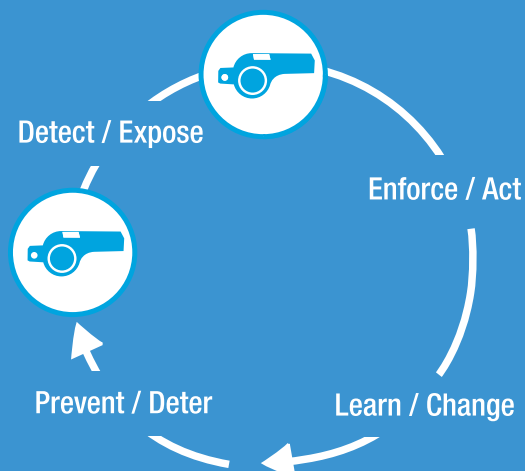 Detect / Expose
Enforce / Act
Prevent / Deter
Learn / Change